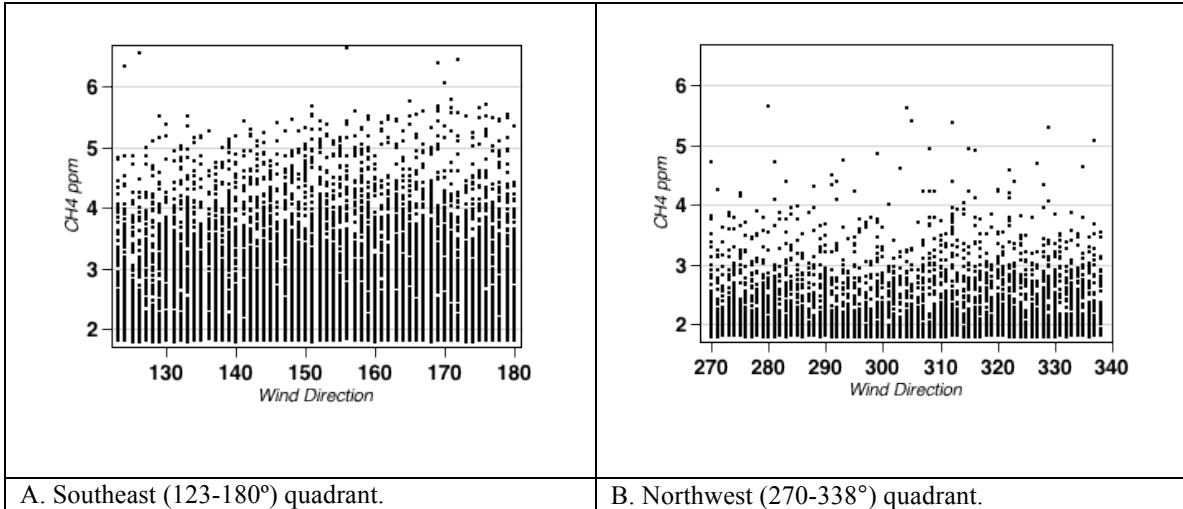 6
5
4
3
2
CH4 ppm
130 140 150 160 170 180
Wind Direction
6
5
4
3
2
CH4 ppm
270 280 290 300 310 320 330 340
Wind Direction
A. Southeast (123-180º) quadrant.
B. Northwest (270-338°) quadrant.